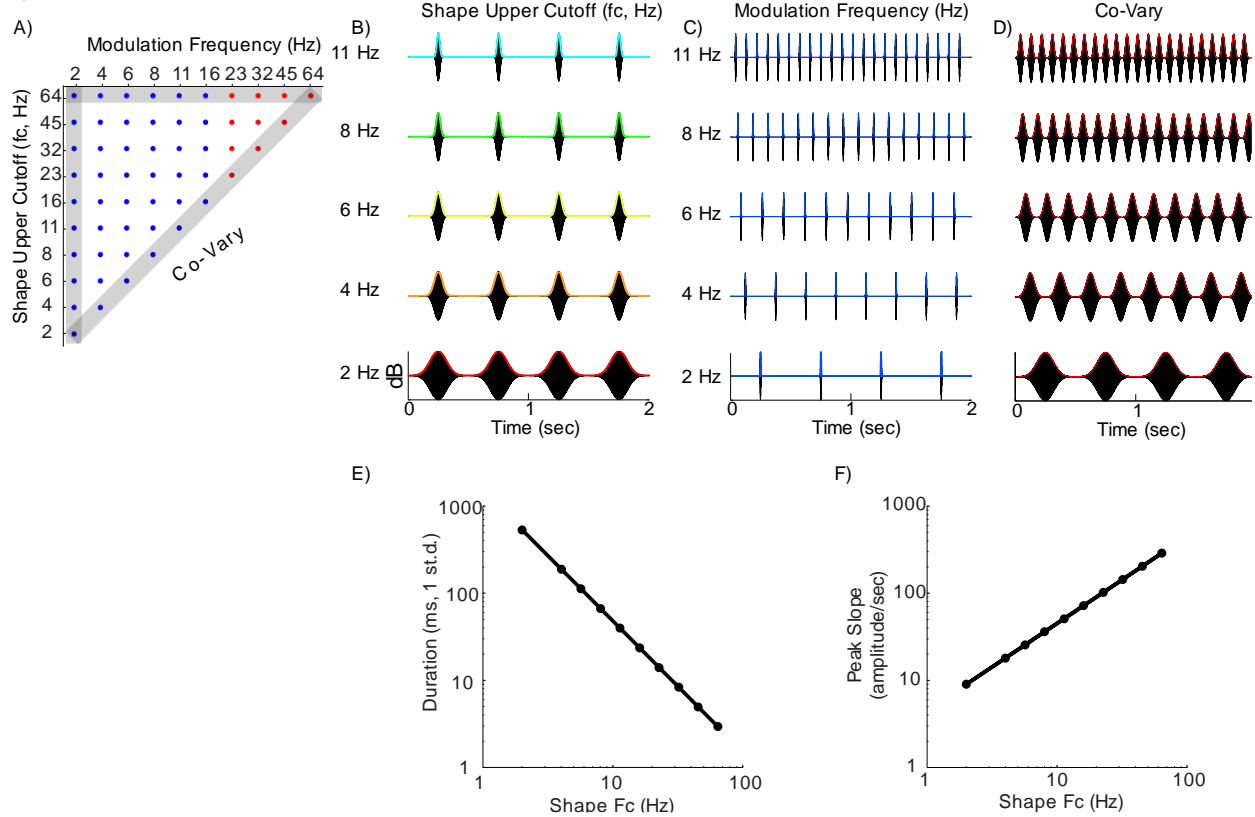 A)
Modulation Frequency (Hz)
2 4 6 8 11 16 23 32 45 64
Shape Upper Cutoff (fc, Hz)
64
45
32
23
16
11
8
6
4
2
Co-Vary
B)
Shape Upper Cutoff (fc, Hz)
11 Hz
8 Hz
6 Hz
4 Hz
2 Hz
dB
0 1 2
Time (sec)
C)
Modulation Frequency (Hz)
11 Hz
8 Hz
6 Hz
4 Hz
2 Hz
0 1 2
Time (sec)
D)
Co-Vary
0 1
Time (sec)
E)
Duration (ms, 1 st.d.)
1000
100
10
1
1 10 100
Shape Fc (Hz)
F)
Peak Slope
(amplitude/sec)
1000
100
10
1
1 10 100
Shape Fc (Hz)